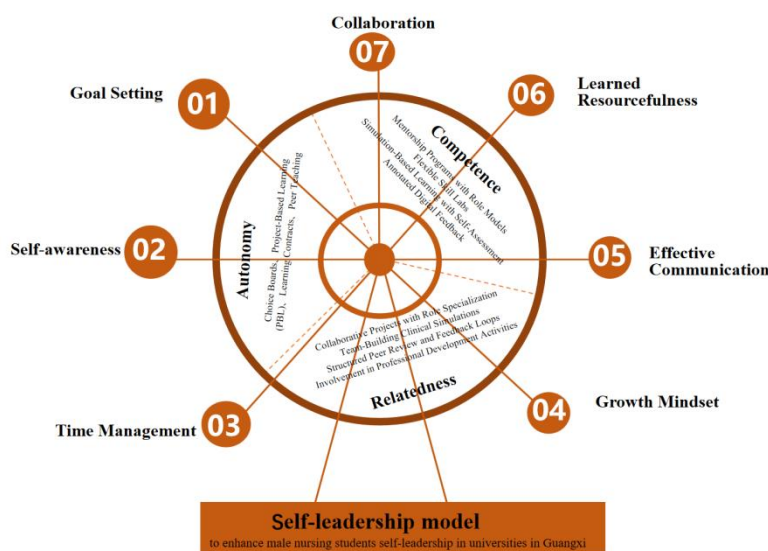 Collaboration
07
Goal Setting
01
06
Learned
Resourcefulness
Competence
Mentorship Programs with Role Models
Flexible Skill Labs
Simulation-Based Learning with Self-Assessment
Annotated Digital Feedback
Self-awareness
02
Autonomy
Choice Boards、Project-Based Learning
(PBL)、Learning Contracts、Peer Teaching
05
Effective
Communication
Collaborative Projects with Role Specialization
Team-Building Clinical Simulations
Structured Peer Review and Feedback Loops
Involvement in Professional Development Activities
Relatedness
Time Management
03
04
Growth Mindset
Self-leadership model
to enhance male nursing students self-leadership in universities in Guangxi